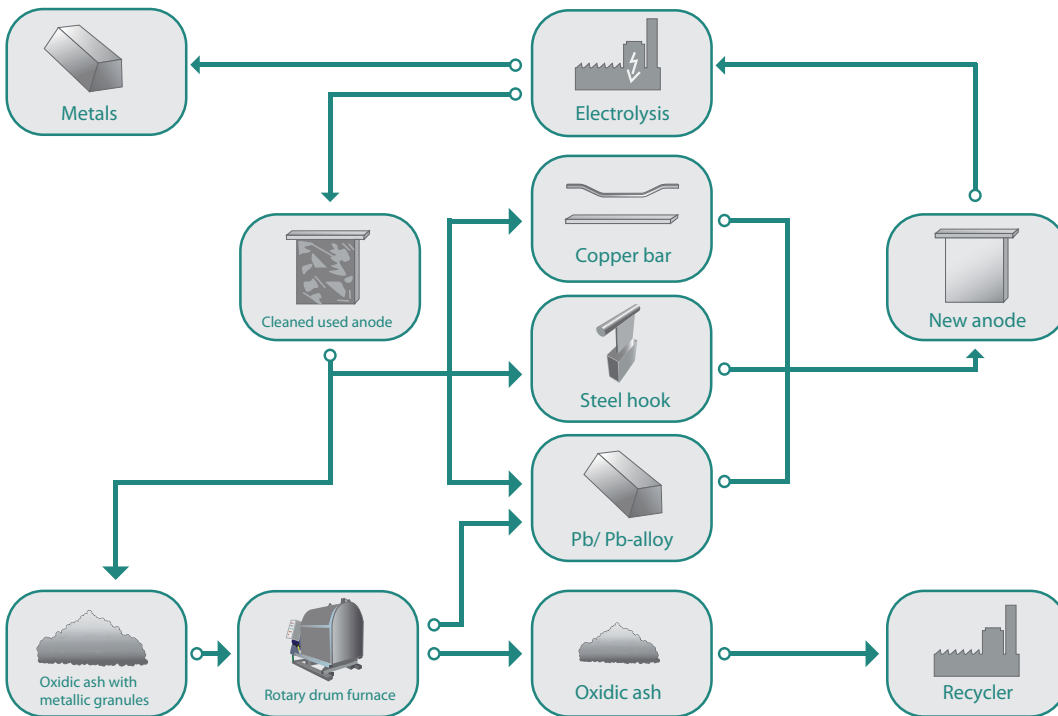 Metals
Electrolysis
Copper bar
Cleaned used anode
New anode
Steel hook
Pb/ Pb-alloy
Oxidic ash with
metallic granules
Rotary drum furnace
Oxidic ash
Recycler